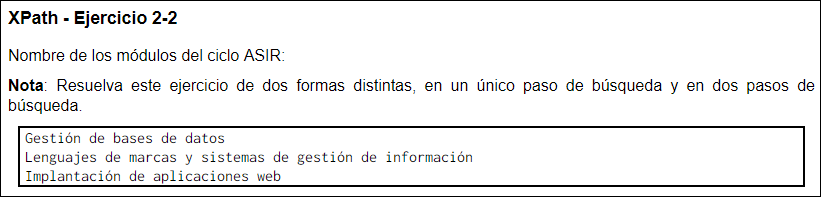 XPath - Ejercicio 2-2
Nombre de los módulos del ciclo ASIR:
Nota: Resuelva este ejercicio de dos formas distintas, en un único paso de búsqueda y en dos pasos de
búsqueda.
Gestión de bases de datos
Lenguajes de marcas y sistemas de gestión de información
Implantación de aplicaciones web